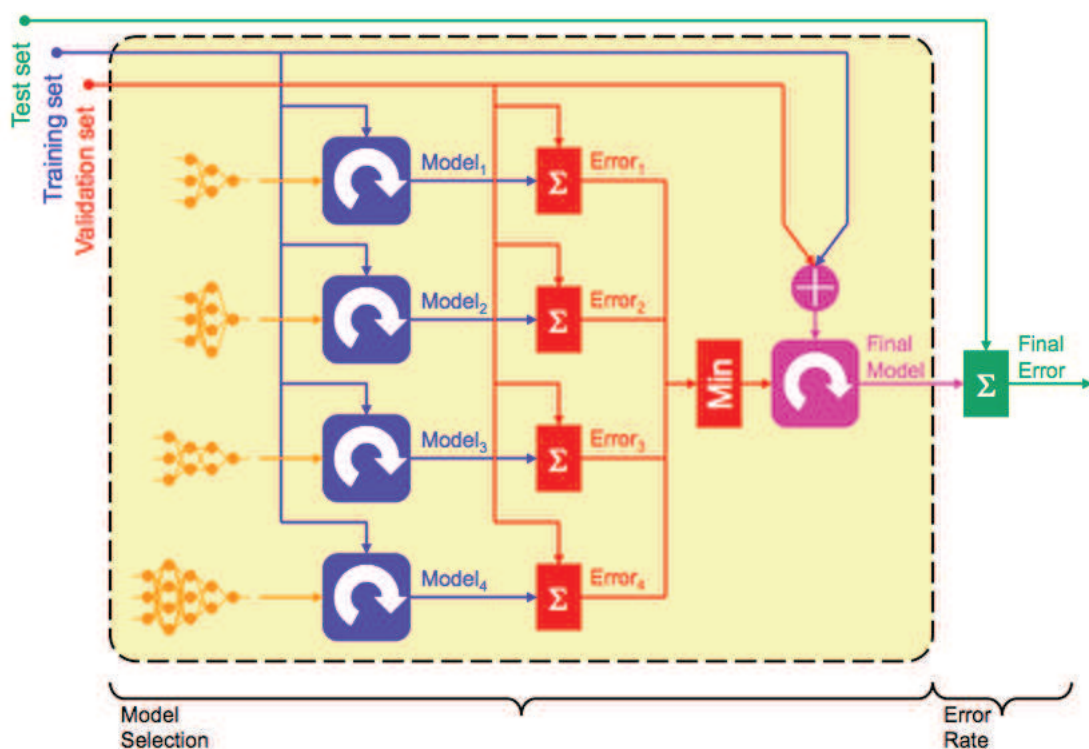 Test set
Training set
Validation set
Model₁
Error₁
Σ
Model₂
Error₂
Σ
Min
Final
Model
Final
Error
Σ
Model₃
Error₃
Σ
Model₄
Error₄
Σ
Model
Selection
Error
Rate